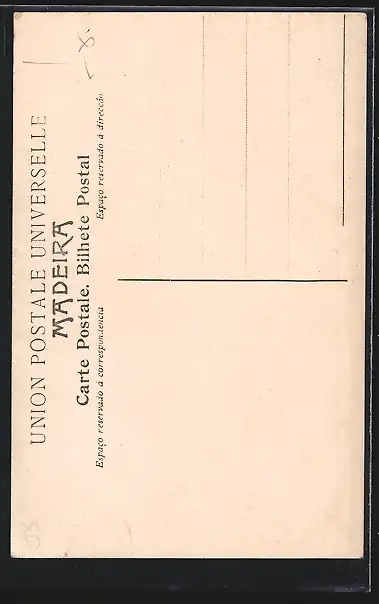 UNION POSTALE UNIVERSELLE
MADEIRA
Carte Postale. Bilhete Postal
Espaço reservado á correspondencia
Espaço reservado á direcção